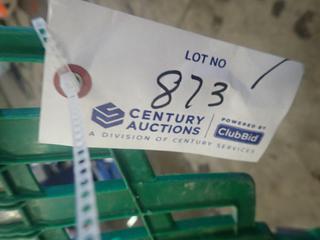 LOT NO
873
CENTURY
AUCTIONS
POWERED BY
ClubBid
A DIVISION OF CENTURY SERVICES